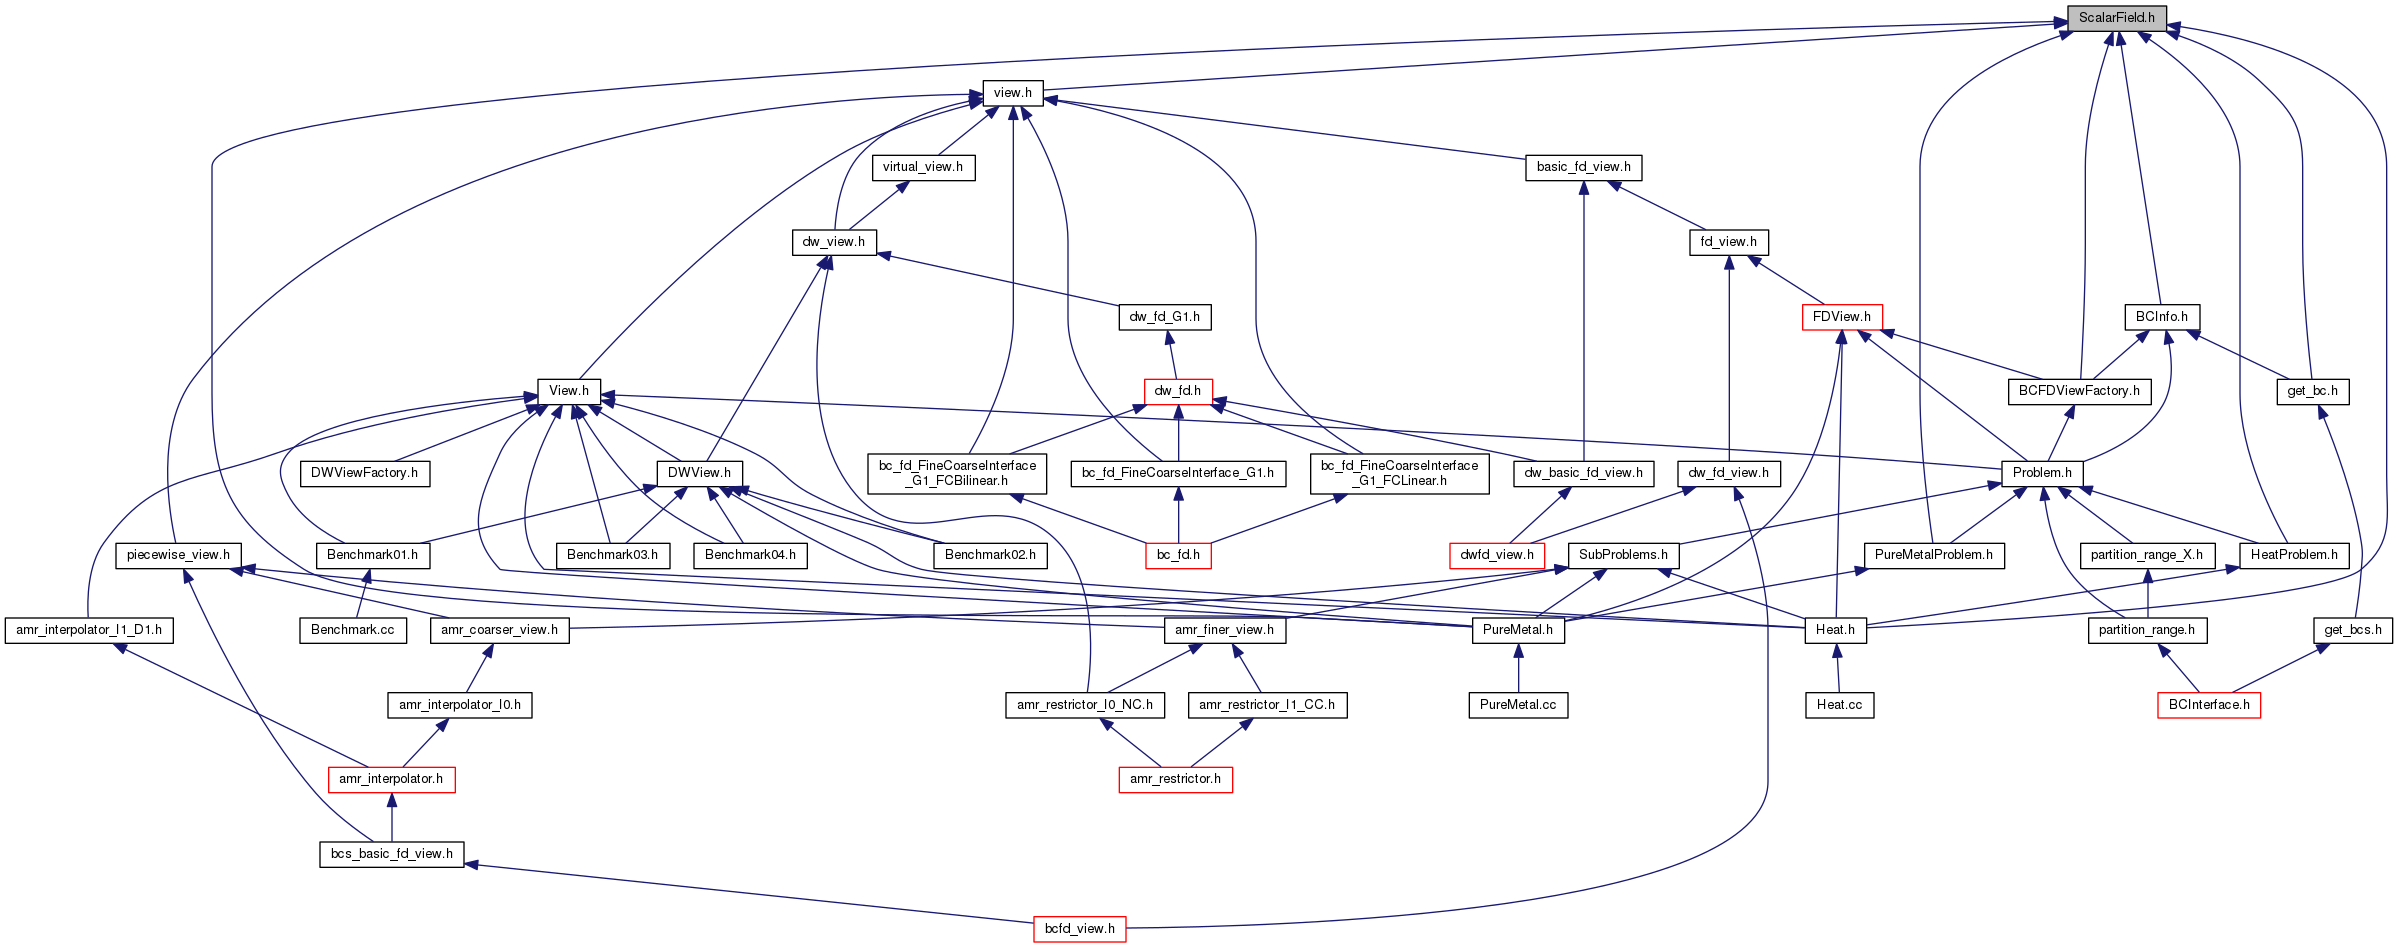 ScalarField.h
view.h
virtual_view.h
basic_fd_view.h
dw_view.h
fd_view.h
dw_fd_G1.h
FDView.h
BCInfo.h
View.h
dw_fd.h
BCFDViewFactory.h
get_bc.h
DWViewFactory.h
DWView.h
bc_fd_FineCoarseInterface
_G1_FCBilinear.h
bc_fd_FineCoarseInterface_G1.h
bc_fd_FineCoarseInterface
_G1_FCLinear.h
dw_basic_fd_view.h
dw_fd_view.h
Problem.h
piecewise_view.h
Benchmark01.h
Benchmark03.h
Benchmark04.h
Benchmark02.h
bc_fd.h
dwfd_view.h
SubProblems.h
PureMetalProblem.h
partition_range_X.h
HeatProblem.h
amr_interpolator_I1_D1.h
Benchmark.cc
amr_coarser_view.h
amr_finer_view.h
PureMetal.h
Heat.h
partition_range.h
get_bcs.h
amr_interpolator_I0.h
amr_restrictor_I0_NC.h
amr_restrictor_I1_CC.h
PureMetal.cc
Heat.cc
BCInterface.h
amr_interpolator.h
amr_restrictor.h
bcs_basic_fd_view.h
bcfd_view.h